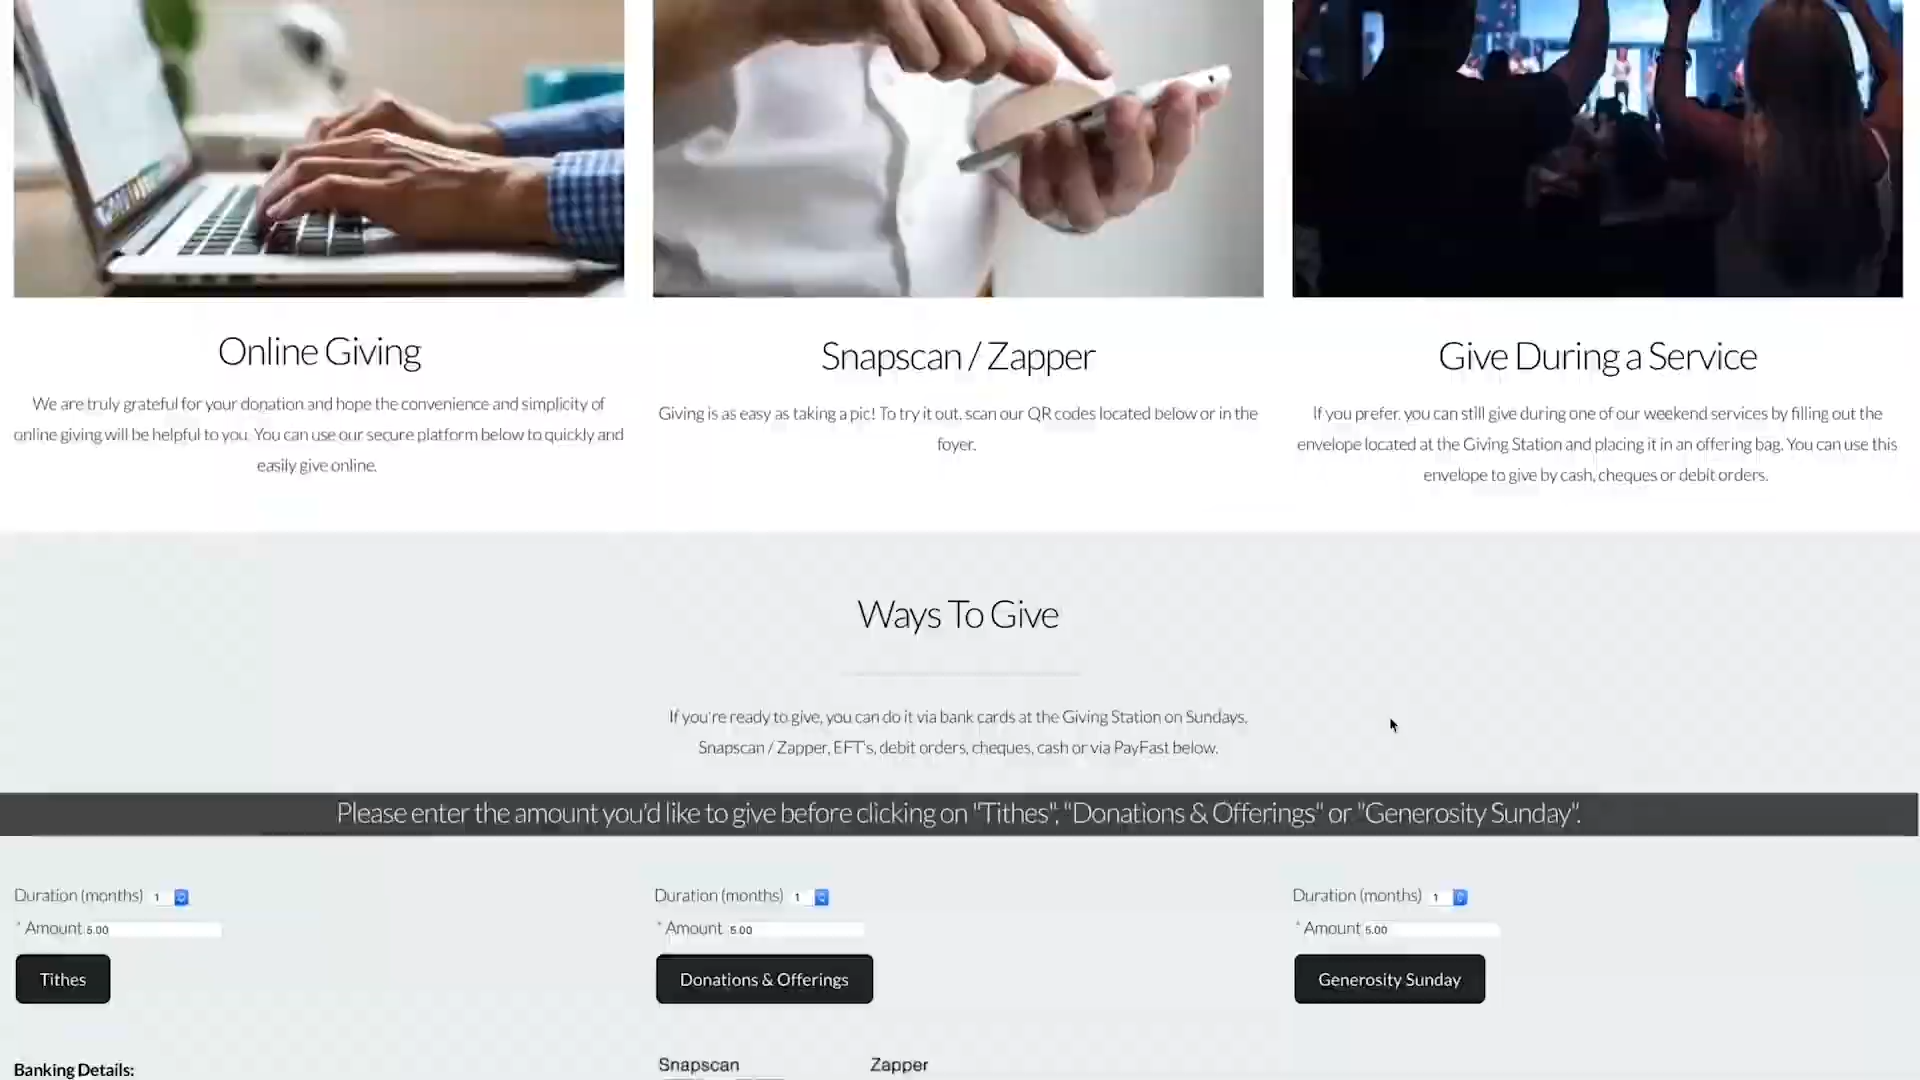 Online Giving
We are truly grateful for your donation and hope the convenience and simplicity of
online giving will be helpful to you. You can use our secure platform below to quickly and
easily give online.
Snapscan / Zapper
Giving is as easy as taking a pic! To try it out, scan our QR codes located below or in the
foyer.
Give During a Service
If you prefer, you can still give during one of our weekend services by filling out the
envelope located at the Giving Station and placing it in an offering bag. You can use this
envelope to give by cash, cheques or debit orders.
Ways To Give
If you're ready to give, you can do it via bank cards at the Giving Station on Sundays,
Snapscan / Zapper, EFT's, debit orders, cheques, cash or via PayFast below.
Please enter the amount you'd like to give before clicking on "Tithes", "Donations & Offerings" or "Generosity Sunday".
Duration (months) 1
* Amount 5.00
Tithes
Duration (months) 1
* Amount 5.00
Donations & Offerings
Duration (months) 1
* Amount 5.00
Generosity Sunday
Banking Details:
Snapscan
Zapper